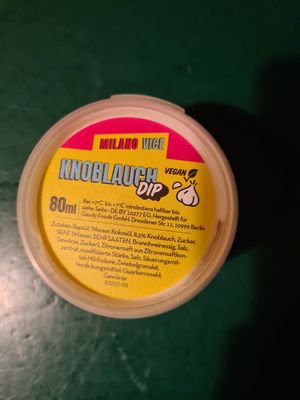 MILANO VICE
KNOBLAUCH
DIP
VEGAN
80ml
Bei +2°C bis +7°C mindestens haltbar bis
siehe Seite - DE BY 10277 EG. Hergestellt für
Gaudy Foods GmbH, Dresdener Str. 11, 10999 Berlin
Zutaten: Rapsöl, Wasser, Kokosöl, 8,5% Knoblauch, Zucker,
SENF (Wasser, SENFSAATEN, Branntweinessig, Salz,
Gewürze, Zucker), Zitronensaft aus Zitronensaftkon-
zentrat, modifizierte Stärke, Salz, Säuerungsmit-
tel Milchsäure, Zwiebelgranulat,
Verdickungsmittel Guarkernmehl,
Gewürze